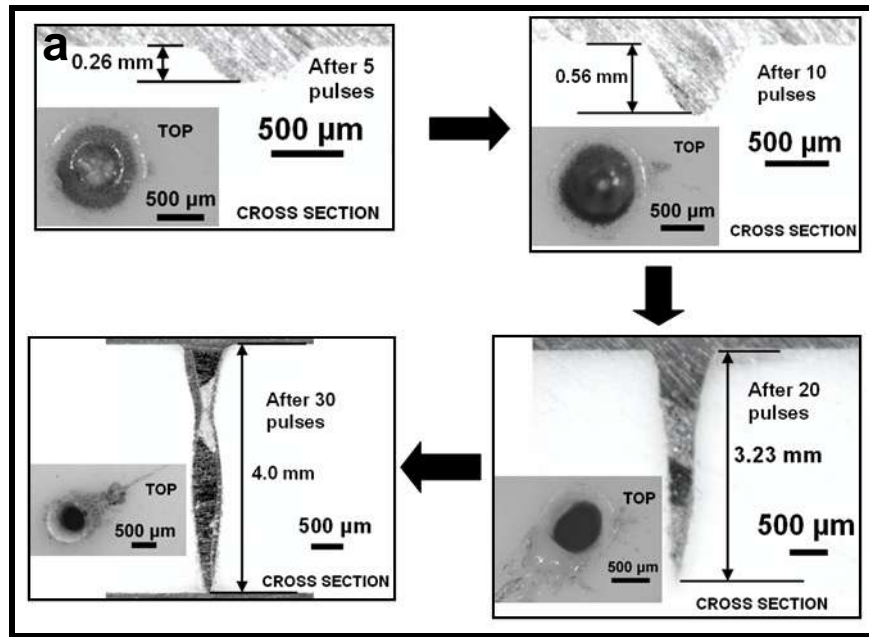 a
0.26 mm
After 5
pulses
500 µm
TOP
500 µm
CROSS SECTION
0.56 mm
After 10
pulses
500 µm
TOP
500 µm
CROSS SECTION
After 30
pulses
4.0 mm
TOP
500 µm
500 µm
CROSS SECTION
After 20
pulses
3.23 mm
TOP
500 µm
500 µm
CROSS SECTION